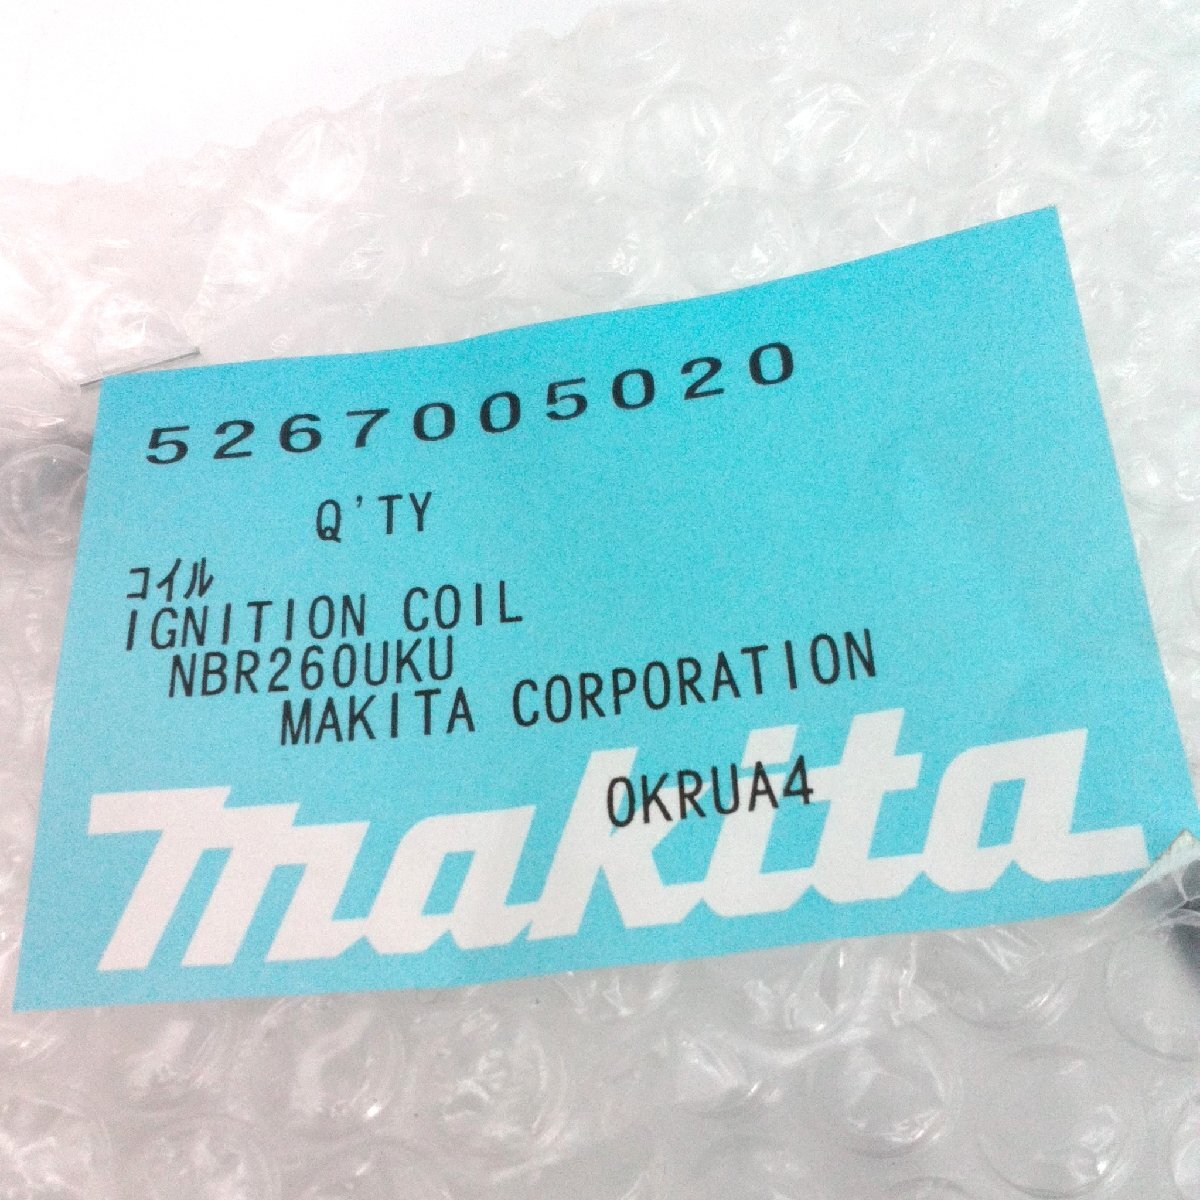 5267005020
Q'TY
コイル
IGNITION COIL
NBR260UKU
MAKITA CORPORATION
0KRUA4
makita